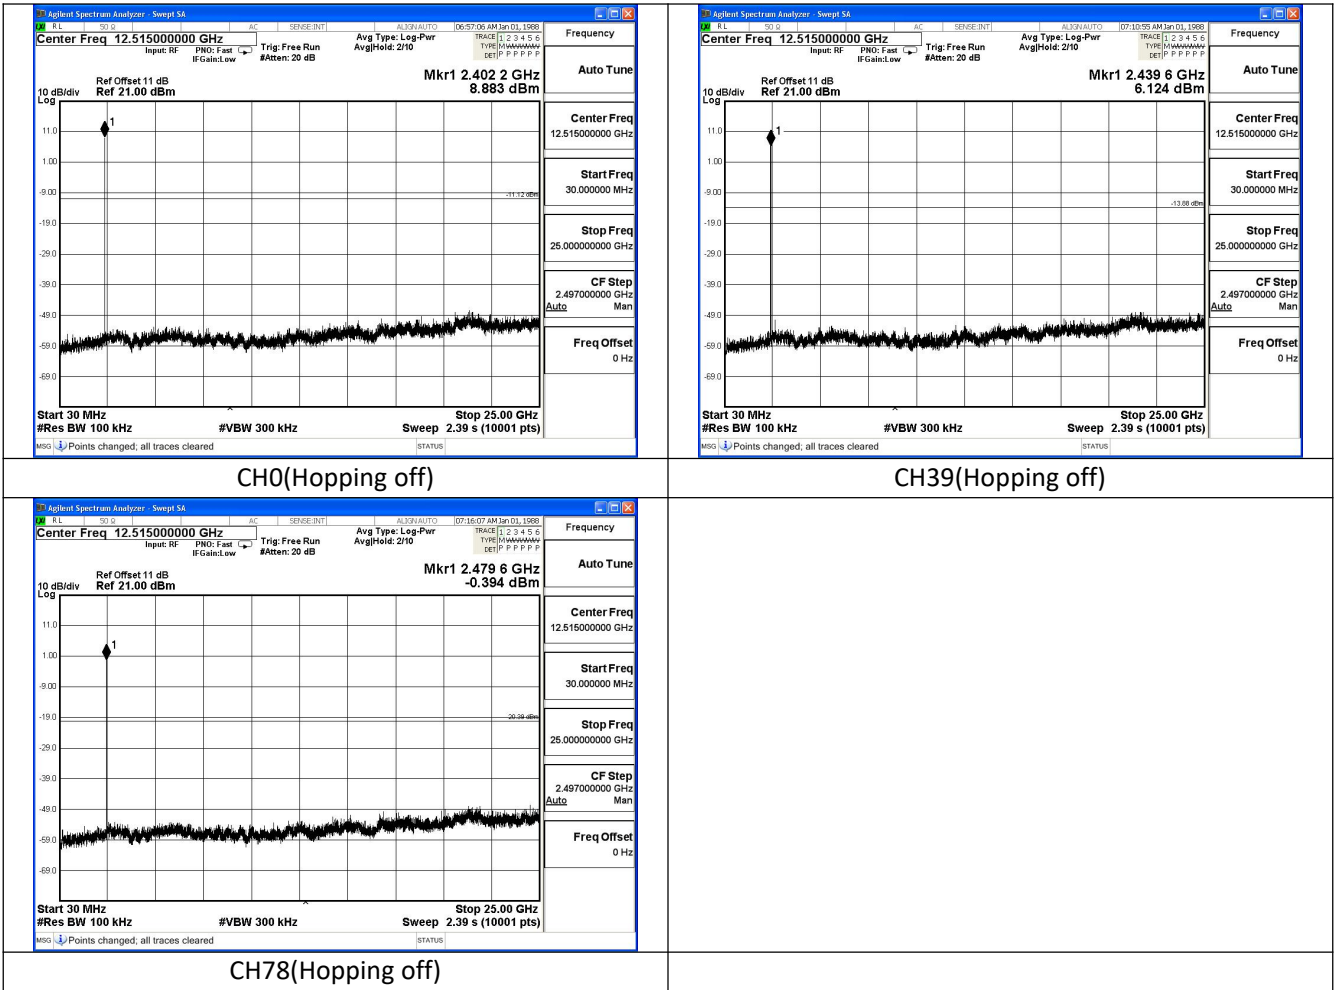 Agilent Spectrum Analyzer - Swept SA
RL 50 Ω AC SENSE:INT ALIGNAUTO 06:57:06 AM Jan 01, 1988
Center Freq 12.515000000 GHz
Input: RF PNO: Fast IFGain:Low
Trig: Free Run
#Atten: 20 dB
Avg Type: Log-Pwr
Avg|Hold: 2/10
TRACE 1 2 3 4 5 6
TYPE M WWWWW
DET P P P P P P
Ref Offset 11 dB
Ref 21.00 dBm
10 dB/div
Log
Mkr1 2.402 2 GHz
8.883 dBm
1
11.0
1.00
-9.00
-11.12 dBm
-19.0
-29.0
-39.0
-49.0
-59.0
-69.0
Start 30 MHz
Stop 25.00 GHz
#Res BW 100 kHz
#VBW 300 kHz
Sweep 2.39 s (10001 pts)
MSG Points changed; all traces cleared
STATUS
Frequency
Auto Tune
Center Freq
12.515000000 GHz
Start Freq
30.000000 MHz
Stop Freq
25.000000000 GHz
CF Step
2.497000000 GHz
Auto Man
Freq Offset
0 Hz
CH0(Hopping off)
Agilent Spectrum Analyzer - Swept SA
RL 50 Ω AC SENSE:INT ALIGNAUTO 07:10:55 AM Jan 01, 1988
Center Freq 12.515000000 GHz
Input: RF PNO: Fast IFGain:Low
Trig: Free Run
#Atten: 20 dB
Avg Type: Log-Pwr
Avg|Hold: 2/10
TRACE 1 2 3 4 5 6
TYPE M WWWWW
DET P P P P P P
Ref Offset 11 dB
Ref 21.00 dBm
10 dB/div
Log
Mkr1 2.439 6 GHz
6.124 dBm
1
11.0
1.00
-9.00
-13.88 dBm
-19.0
-29.0
-39.0
-49.0
-59.0
-69.0
Start 30 MHz
Stop 25.00 GHz
#Res BW 100 kHz
#VBW 300 kHz
Sweep 2.39 s (10001 pts)
MSG Points changed; all traces cleared
STATUS
Frequency
Auto Tune
Center Freq
12.515000000 GHz
Start Freq
30.000000 MHz
Stop Freq
25.000000000 GHz
CF Step
2.497000000 GHz
Auto Man
Freq Offset
0 Hz
CH39(Hopping off)
Agilent Spectrum Analyzer - Swept SA
RL 50 Ω AC SENSE:INT ALIGNAUTO 07:16:07 AM Jan 01, 1988
Center Freq 12.515000000 GHz
Input: RF PNO: Fast IFGain:Low
Trig: Free Run
#Atten: 20 dB
Avg Type: Log-Pwr
Avg|Hold: 2/10
TRACE 1 2 3 4 5 6
TYPE M WWWWW
DET P P P P P P
Ref Offset 11 dB
Ref 21.00 dBm
10 dB/div
Log
Mkr1 2.479 6 GHz
-0.394 dBm
1
11.0
1.00
-9.00
-19.0
-20.39 dBm
-29.0
-39.0
-49.0
-59.0
-69.0
Start 30 MHz
Stop 25.00 GHz
#Res BW 100 kHz
#VBW 300 kHz
Sweep 2.39 s (10001 pts)
MSG Points changed; all traces cleared
STATUS
Frequency
Auto Tune
Center Freq
12.515000000 GHz
Start Freq
30.000000 MHz
Stop Freq
25.000000000 GHz
CF Step
2.497000000 GHz
Auto Man
Freq Offset
0 Hz
CH78(Hopping off)